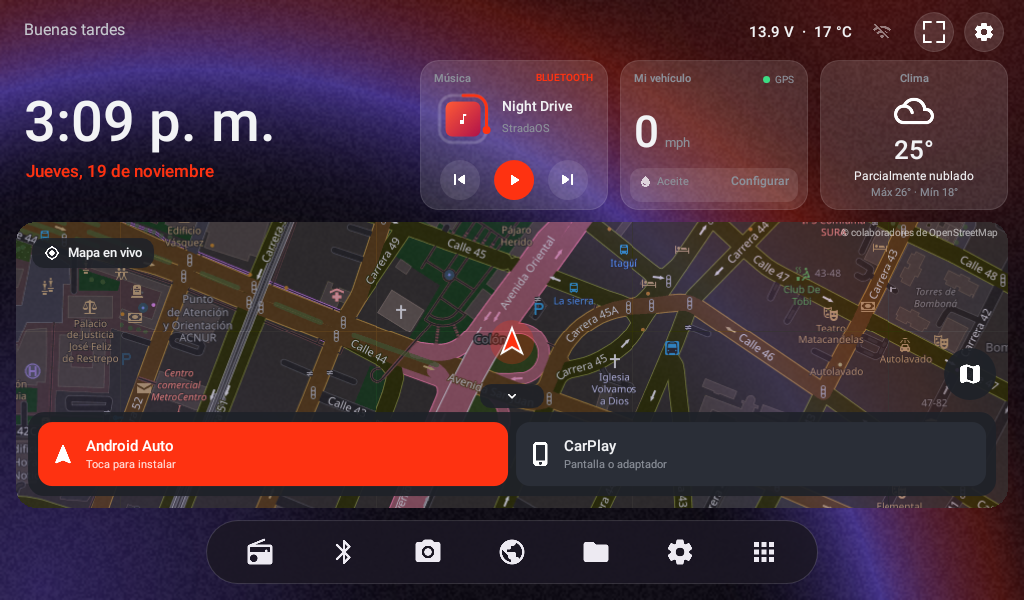 Buenas tardes
13.9 V · 17 °C
3:09 p. m.
Jueves, 19 de noviembre
Música
BLUETOOTH
Night Drive
StradaOS
Mi vehículo
GPS
0 mph
Aceite
Configurar
Clima
25°
Parcialmente nublado
Máx 26° · Mín 18°
Mapa en vivo
© colaboradores de OpenStreetMap
Edificio
Vásquez
Carrera 49
Calle 45
Pájaro
Herido
Avenida Oriental
Itagüí
La sierra.
Carrera 44
Calle 47
43-48
Club De
Tobi
Carrera 43
Calle 48
Torres de
Bomboná
Carrera 45A
Teatro
Matacandelas
Autolavado
Autolavado
Calle 46
Punto
de Atención
y Orientación
ACNUR
Palacio
de Justicia
José Feliz
de Restrepo
Centro
comercial
MetroCentro
Calle 44
Carrera 45
Iglesia
Volvamos
a Dios
47-82
52
Android Auto
Toca para instalar
CarPlay
Pantalla o adaptador